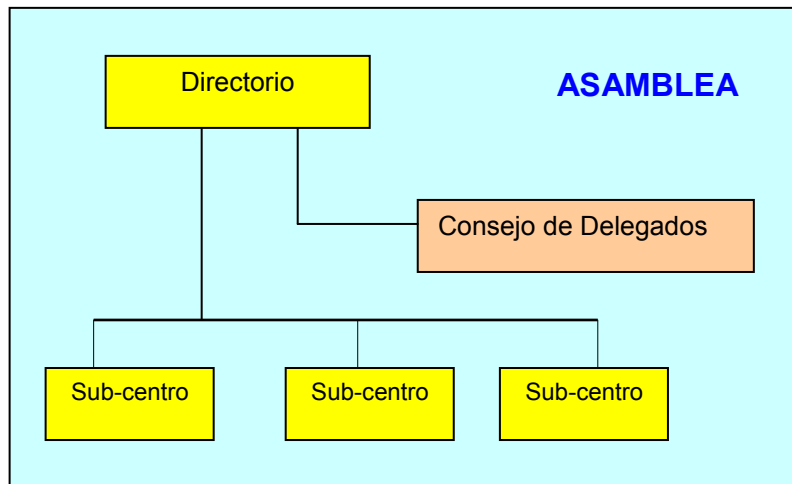 Directorio
ASAMBLEA
Consejo de Delegados
Sub-centro
Sub-centro
Sub-centro